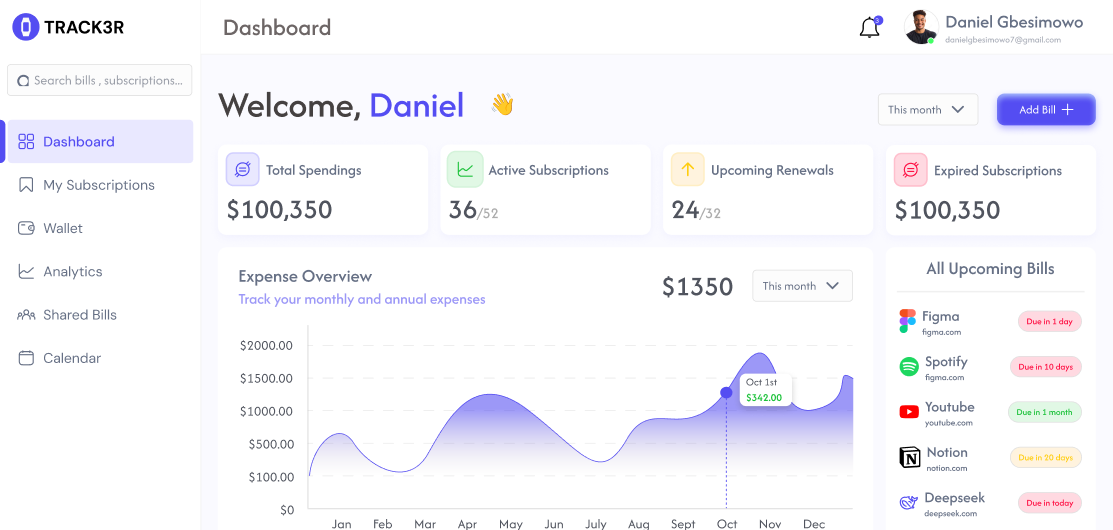 TRACK3R
Dashboard
3
Daniel Gbesimowo
danielgbesimowo7@gmail.com
Search bills , subscriptions...
Welcome, Daniel
This month
Add Bill
Dashboard
My Subscriptions
Wallet
Analytics
Shared Bills
Calendar
Total Spendings
$100,350
Active Subscriptions
36/52
Upcoming Renewals
24/32
Expired Subscriptions
$100,350
Expense Overview
Track your monthly and annual expenses
$1350
This month
$2000.00
$1500.00
$1000.00
$500.00
$100.00
$0
Oct 1st
$342.00
Jan Feb Mar Apr May Jun July Aug Sept Oct Nov Dec
All Upcoming Bills
Figma
figma.com
Due in 1 day
Spotify
figma.com
Due in 10 days
Youtube
youtube.com
Due in 1 month
Notion
notion.com
Due in 20 days
Deepseek
deepseek.com
Due in today